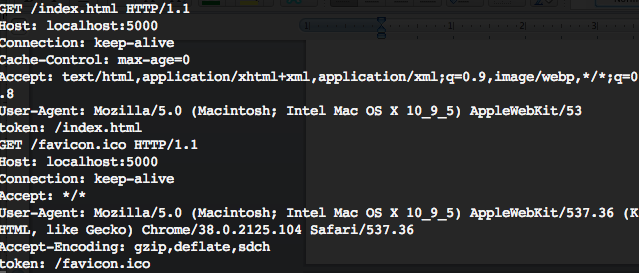 GET /index.html HTTP/1.1
Host: localhost:5000
Connection: keep-alive
Cache-Control: max-age=0
Accept: text/html,application/xhtml+xml,application/xml;q=0.9,image/webp,*/*;q=0
.8
User-Agent: Mozilla/5.0 (Macintosh; Intel Mac OS X 10_9_5) AppleWebKit/53
token: /index.html
GET /favicon.ico HTTP/1.1
Host: localhost:5000
Connection: keep-alive
Accept: */*
User-Agent: Mozilla/5.0 (Macintosh; Intel Mac OS X 10_9_5) AppleWebKit/537.36 (K
HTML, like Gecko) Chrome/38.0.2125.104 Safari/537.36
Accept-Encoding: gzip,deflate,sdch
token: /favicon.ico